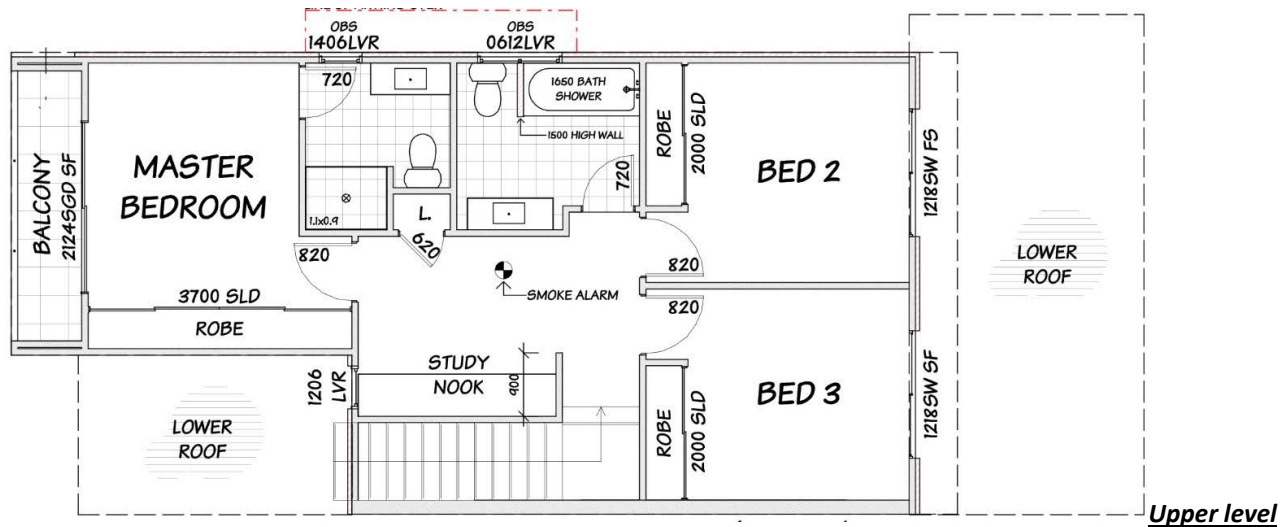 OBS
1406LVR
OBS
0612LVR
720
1650 BATH
SHOWER
1500 HIGH WALL
ROBE
2000 SLD
BED 2
1218SW FS
MASTER
BEDROOM
BALCONY
2124SGD SF
1.1x0.9
L.
620
720
820
820
SMOKE ALARM
LOWER
ROOF
3700 SLD
ROBE
820
STUDY
NOOK
900
1206
LVR
LOWER
ROOF
ROBE
2000 SLD
BED 3
1218SW SF
Upper level